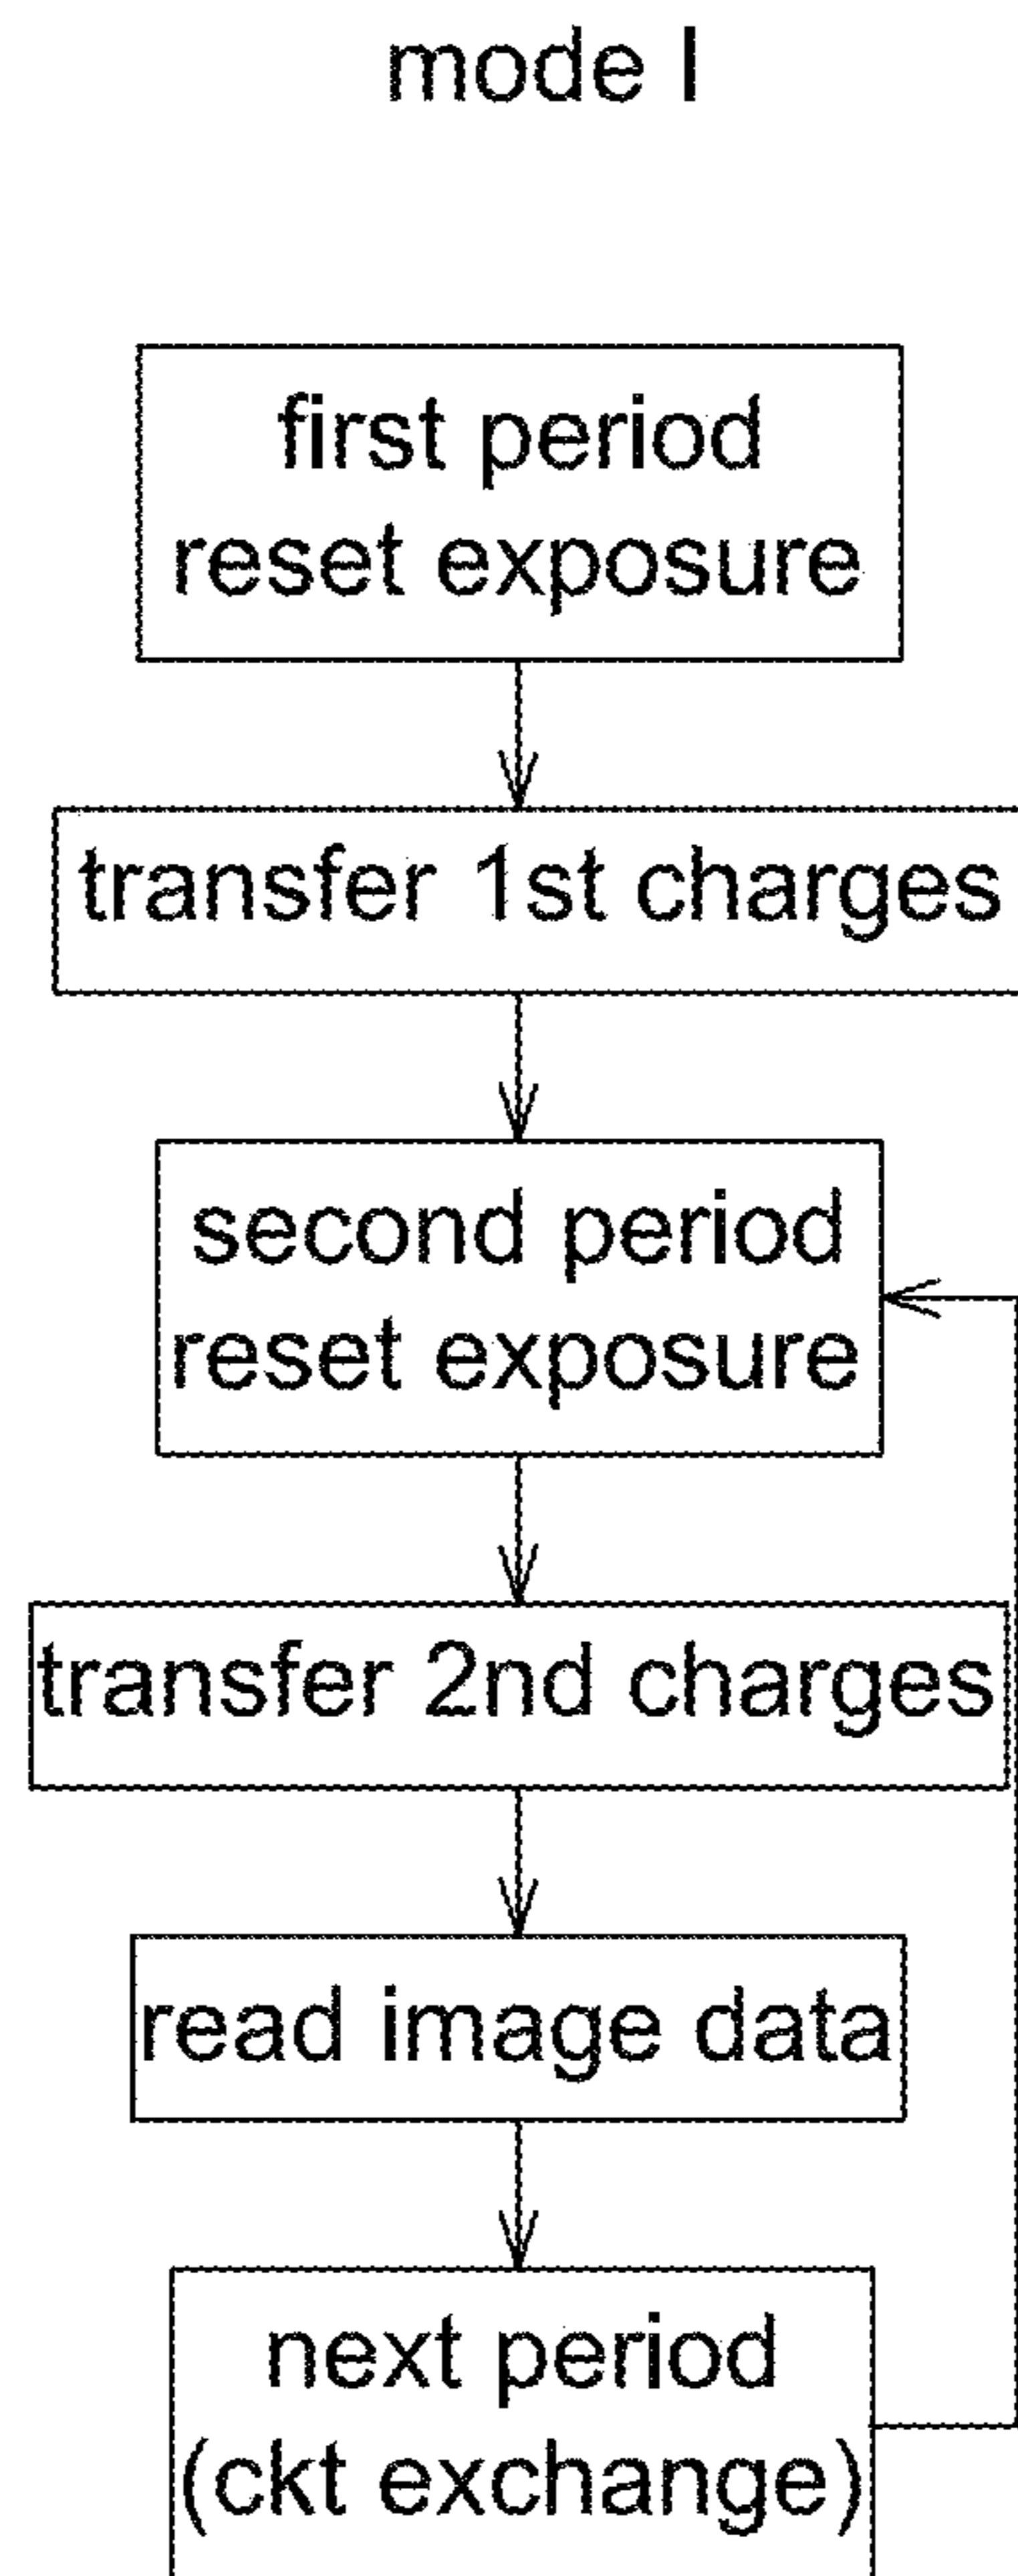 mode I
first period
reset exposure
transfer 1st charges
second period
reset exposure
transfer 2nd charges
read image data
next period
(ckt exchange)